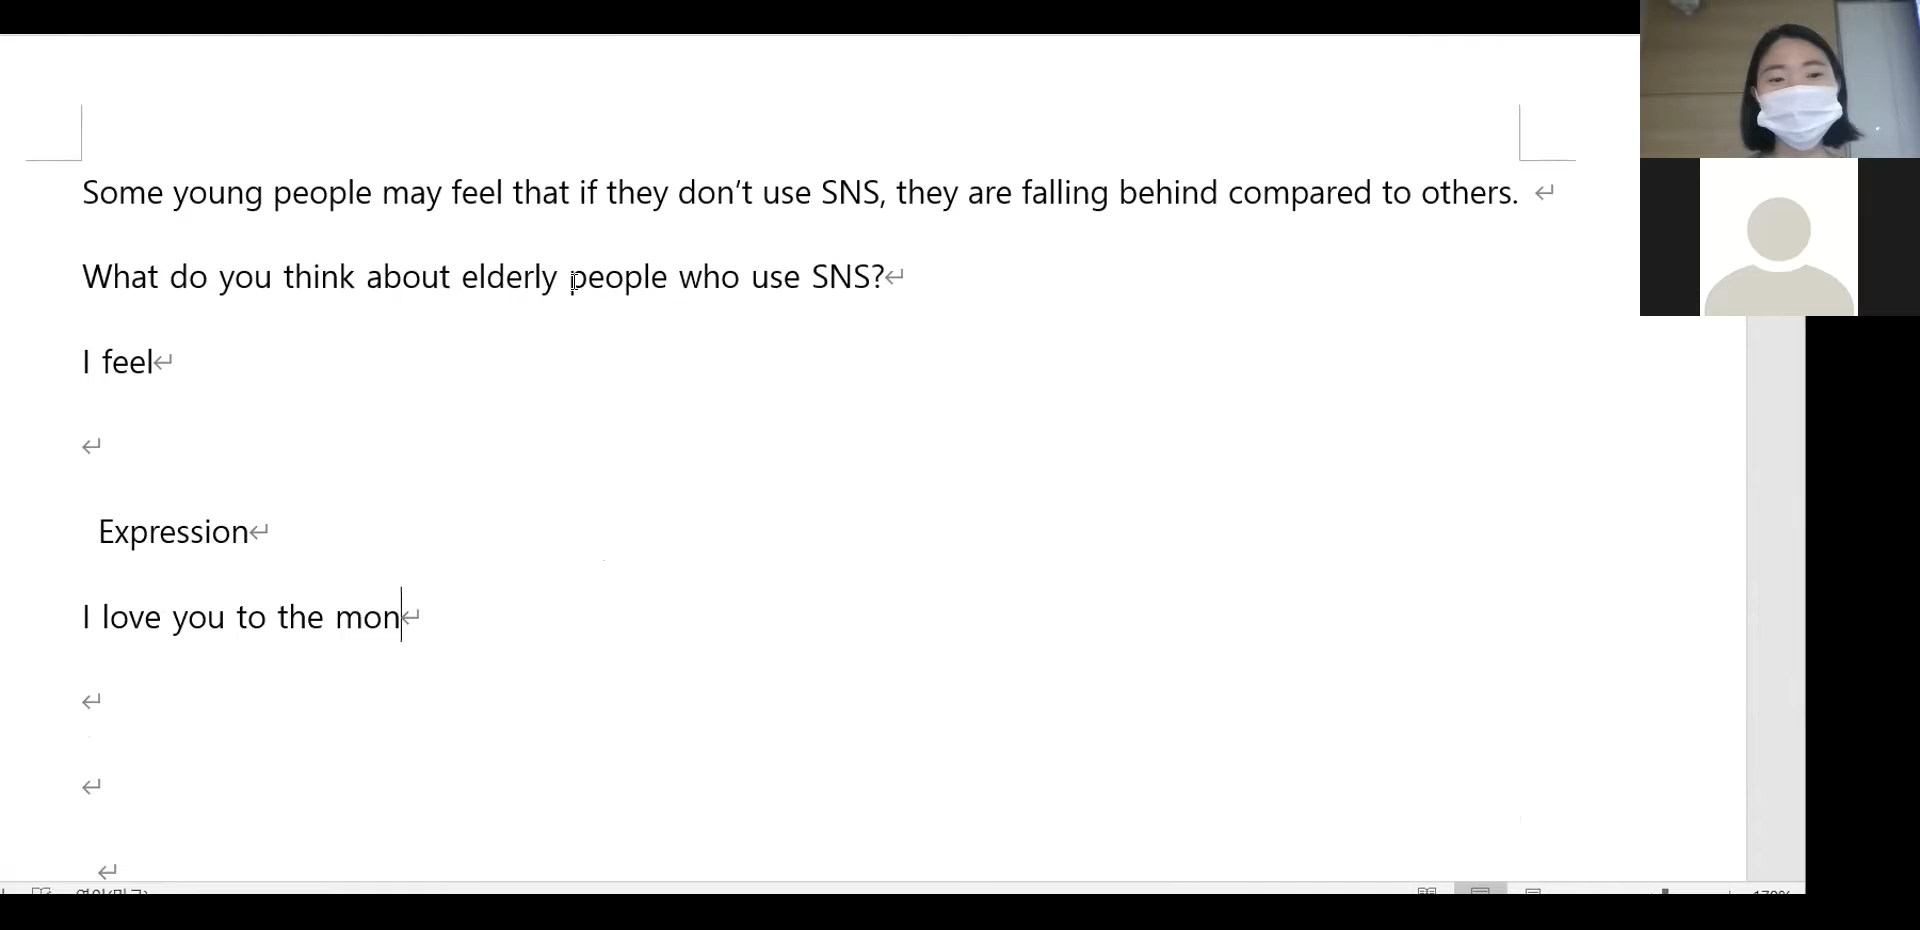 Some young people may feel that if they don’t use SNS, they are falling behind compared to others.
What do you think about elderly people who use SNS?
I feel
Expression
I love you to the mon